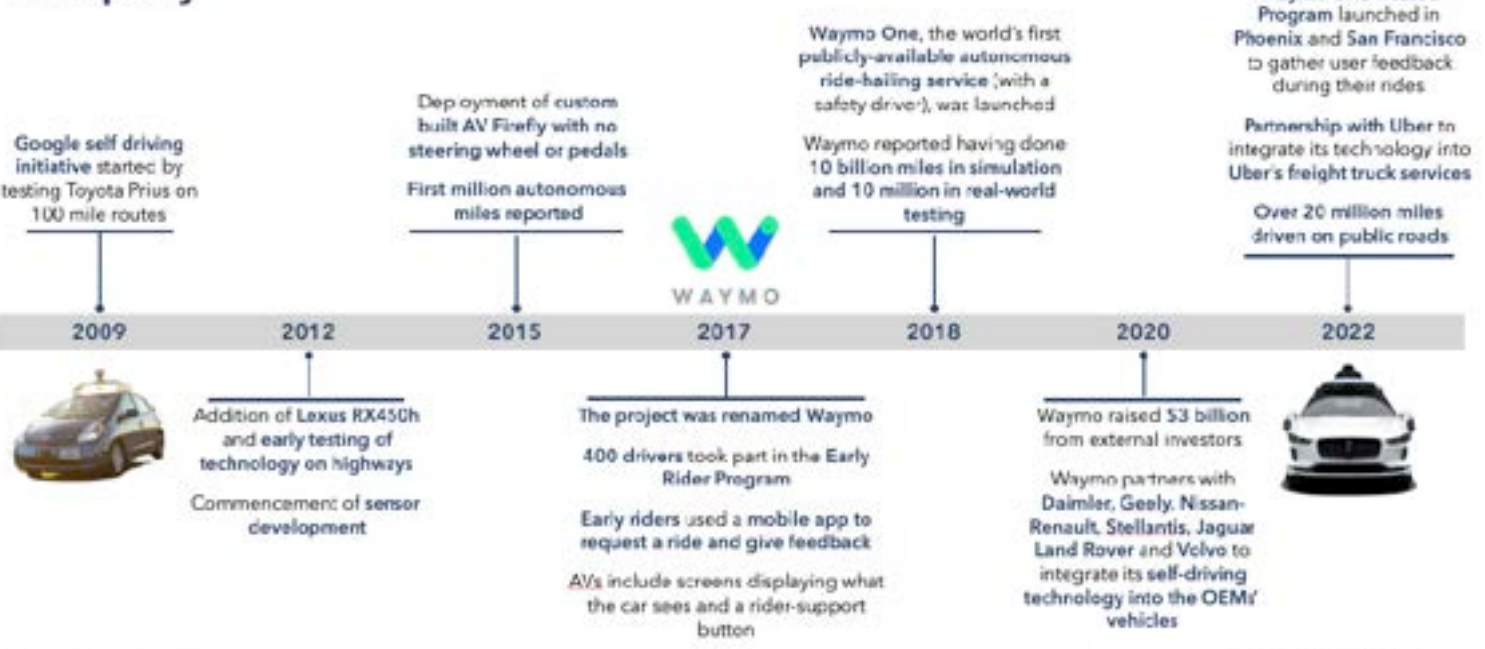 Google self driving
initiative started by
testing Toyota Prius on
100 mile routes
Deployment of custom
built AV Firefly with no
steering wheel or pedals
First million autonomous
miles reported
WAYMO
Waymo One, the world's first
publicly-available autonomous
ride-hailing service (with a
safety driver), was launched
Waymo reported having done
10 billion miles in simulation
and 10 million in real-world
testing
Program launched in
Phoenix and San Francisco
to gather user feedback
during their rides
Partnership with Uber to
integrate its technology into
Uber's freight truck services
Over 20 million miles
driven on public roads
2009 2012 2015 2017 2018 2020 2022
Addition of Lexus RX450h
and early testing of
technology on highways
Commencement of sensor
development
The project was renamed Waymo
400 drivers took part in the Early
Rider Program
Early riders used a mobile app to
request a ride and give feedback
AVs include screens displaying what
the car sees and a rider-support
button
Waymo raised $3 billion
from external investors
Waymo partners with
Daimler, Geely, Nissan-
Renault, Stellantis, Jaguar
Land Rover and Volvo to
integrate its self-driving
technology into the OEMs'
vehicles